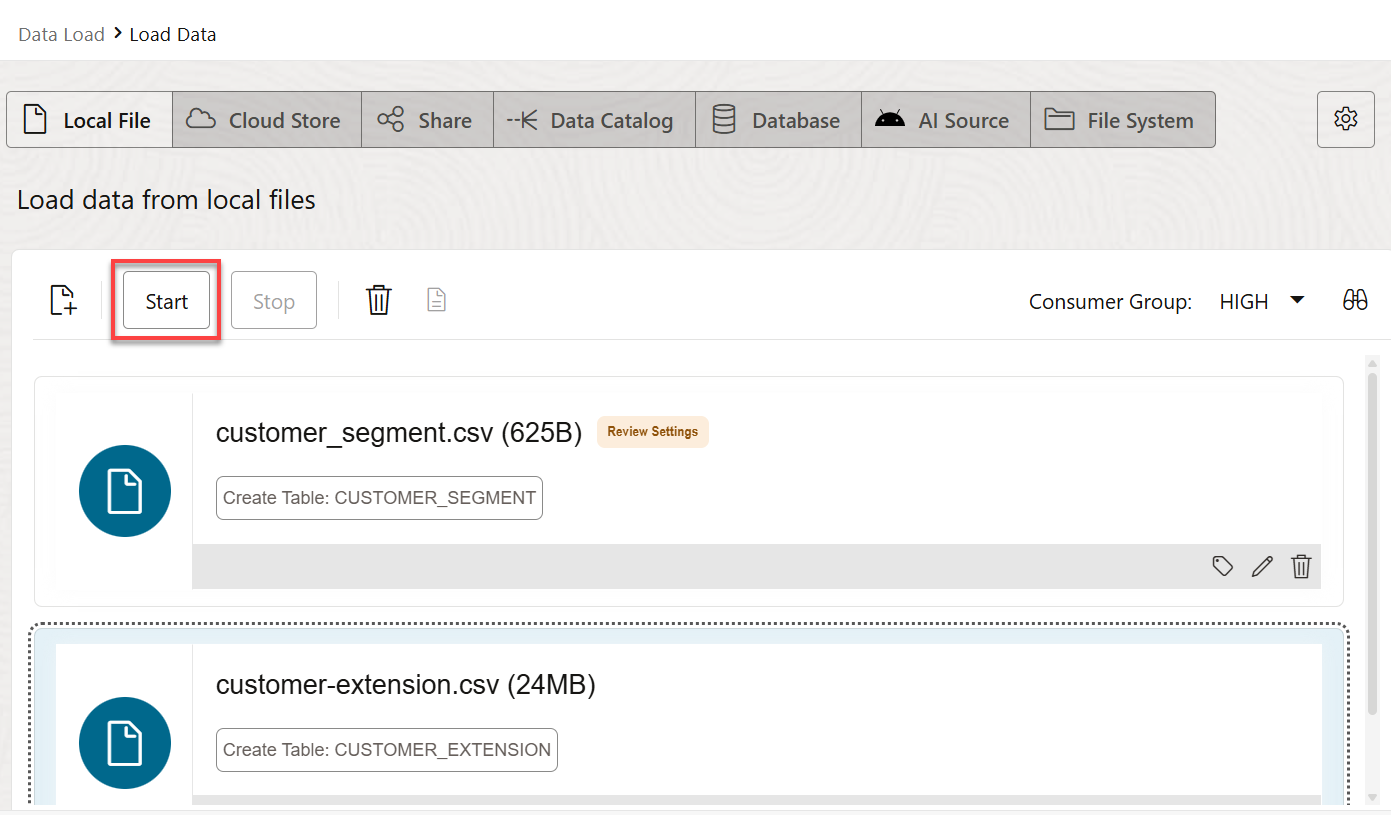 Data Load > Load Data
Local File Cloud Store Share Data Catalog Database AI Source File System
Load data from local files
Start Stop Consumer Group: HIGH
customer_segment.csv (625B) Review Settings
Create Table: CUSTOMER_SEGMENT
customer-extension.csv (24MB)
Create Table: CUSTOMER_EXTENSION